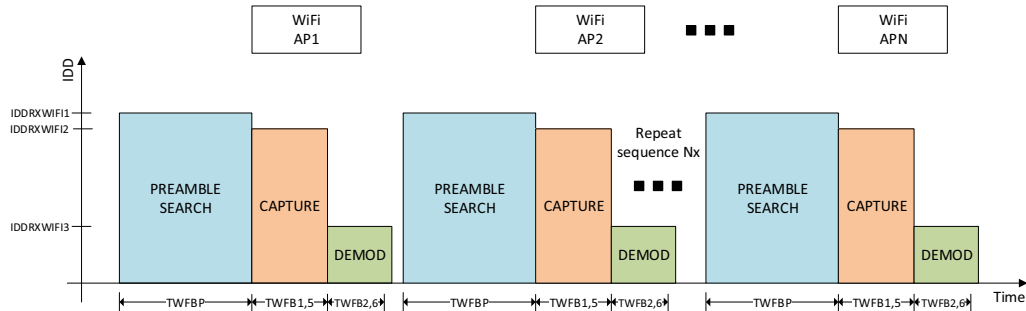 WiFi
AP1
WiFi
AP2
WiFi
APN
IDD
IDDRXWIFI1
IDDRXWIFI2
IDDRXWIFI3
PREAMBLE
SEARCH
CAPTURE
DEMOD
PREAMBLE
SEARCH
CAPTURE
DEMOD
Repeat
sequence Nx
PREAMBLE
SEARCH
CAPTURE
DEMOD
TWFBP
TWFB1,5
TWFB2,6
TWFBP
TWFB1,5
TWFB2,6
TWFBP
TWFB1,5
TWFB2,6
Time